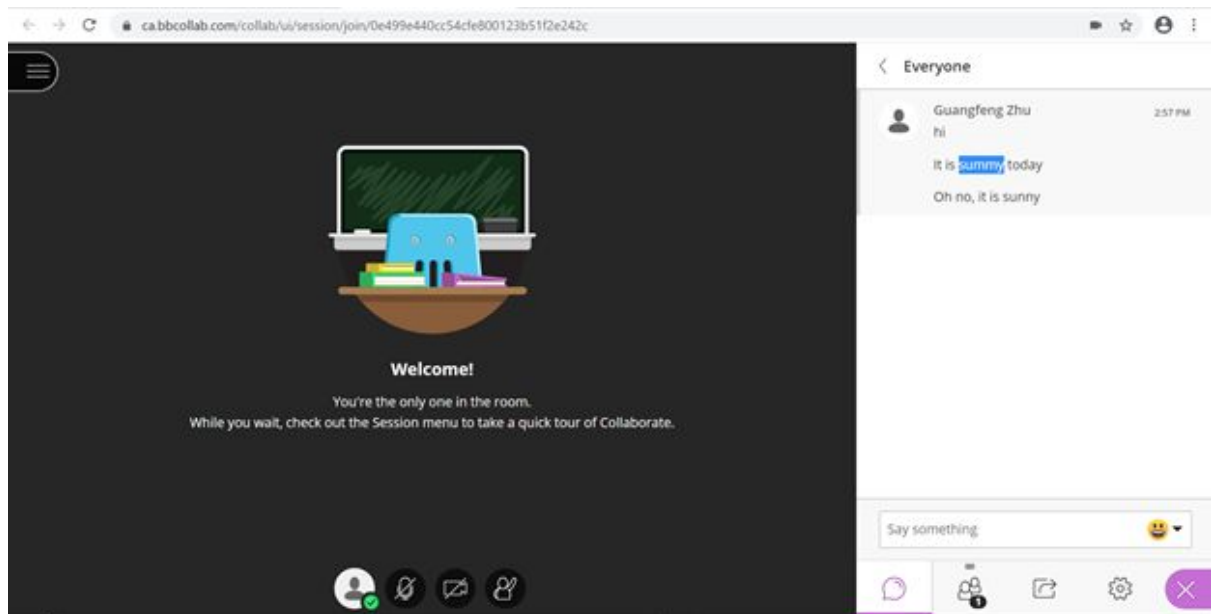 ca.bbcollab.com/collab/ui/session/join/0e499e440cc54cfe800123b51f2e242c
Everyone
Guangfeng Zhu 2:57 PM
hi
It is summy today
Oh no, it is sunny
Welcome!
You're the only one in the room.
While you wait, check out the Session menu to take a quick tour of Collaborate.
Say something
1